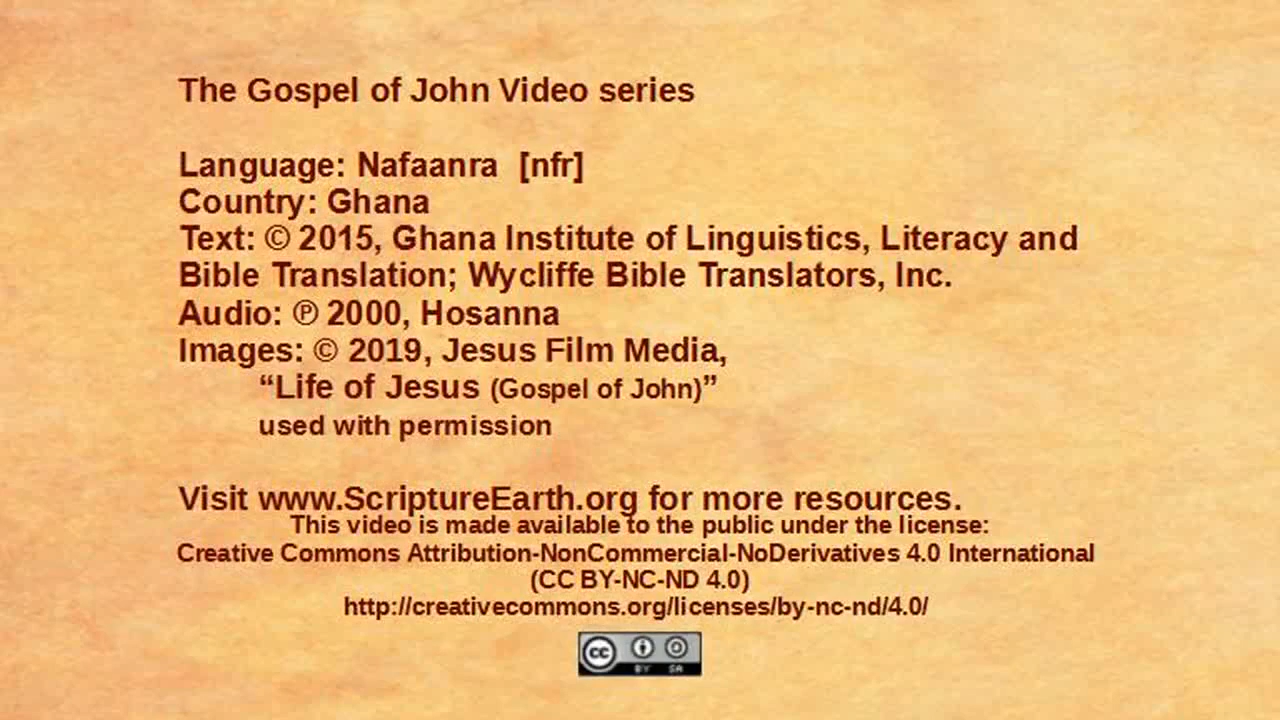 The Gospel of John Video series
Language: Nafaanra [nfr]
Country: Ghana
Text: © 2015, Ghana Institute of Linguistics, Literacy and
Bible Translation; Wycliffe Bible Translators, Inc.
Audio: ℗ 2000, Hosanna
Images: © 2019, Jesus Film Media,
“Life of Jesus (Gospel of John)”
used with permission
Visit www.ScriptureEarth.org for more resources.
This video is made available to the public under the license:
Creative Commons Attribution-NonCommercial-NoDerivatives 4.0 International
(CC BY-NC-ND 4.0)
http://creativecommons.org/licenses/by-nc-nd/4.0/
cc BY SA